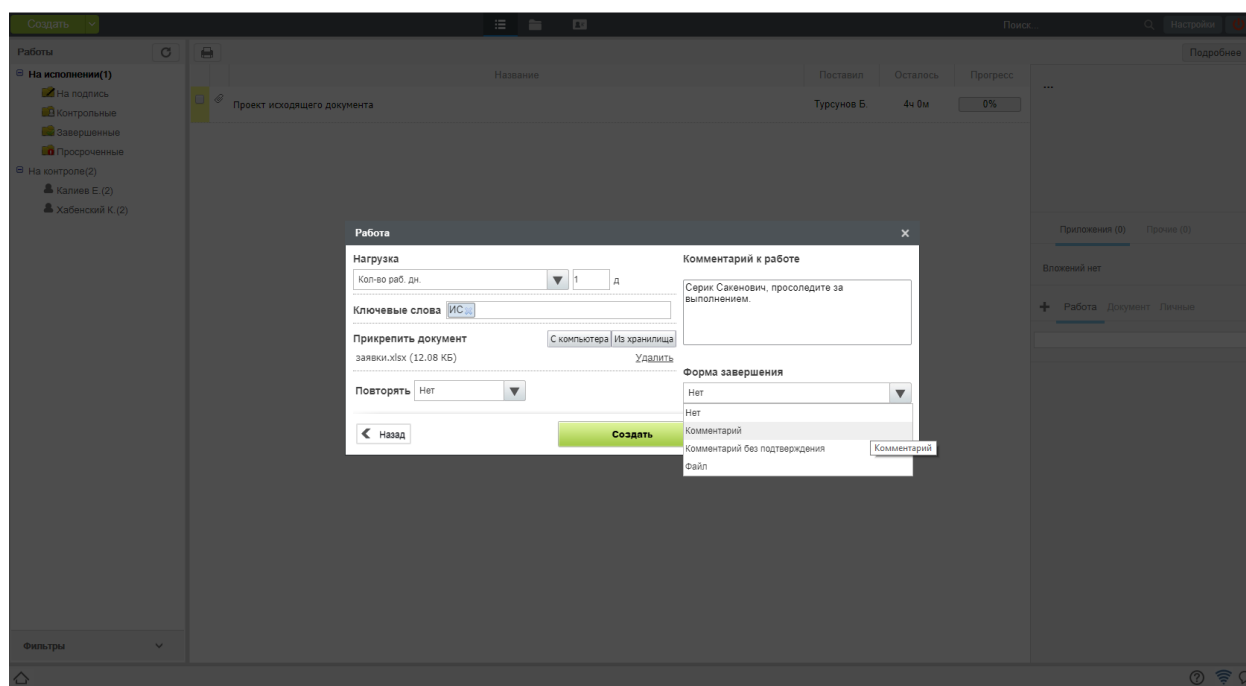 Создать
Поиск...
Настройки
Работы
Подробнее
На исполнении(1)
На подпись
Контрольные
Завершенные
Просроченные
На контроле(2)
Калиев Е.(2)
Хабенский К.(2)
Название
Поставил
Осталось
Прогресс
Проект исходящего документа
Турсунов Б.
4ч 0м
0%
...
Приложения (0)
Прочие (0)
Вложений нет
Работа
Документ
Личные
Работа
Нагрузка
Кол-во раб. дн.
1
д
Ключевые слова
ИС
Прикрепить документ
С компьютера
Из хранилища
заявки.xlsx (12.08 КБ)
Удалить
Повторять
Нет
Назад
Создать
Комментарий к работе
Серик Сакенович, просоледите за
выполнением.
Форма завершения
Нет
Нет
Комментарий
Комментарий без подтверждения
Комментарий
Файл
Фильтры